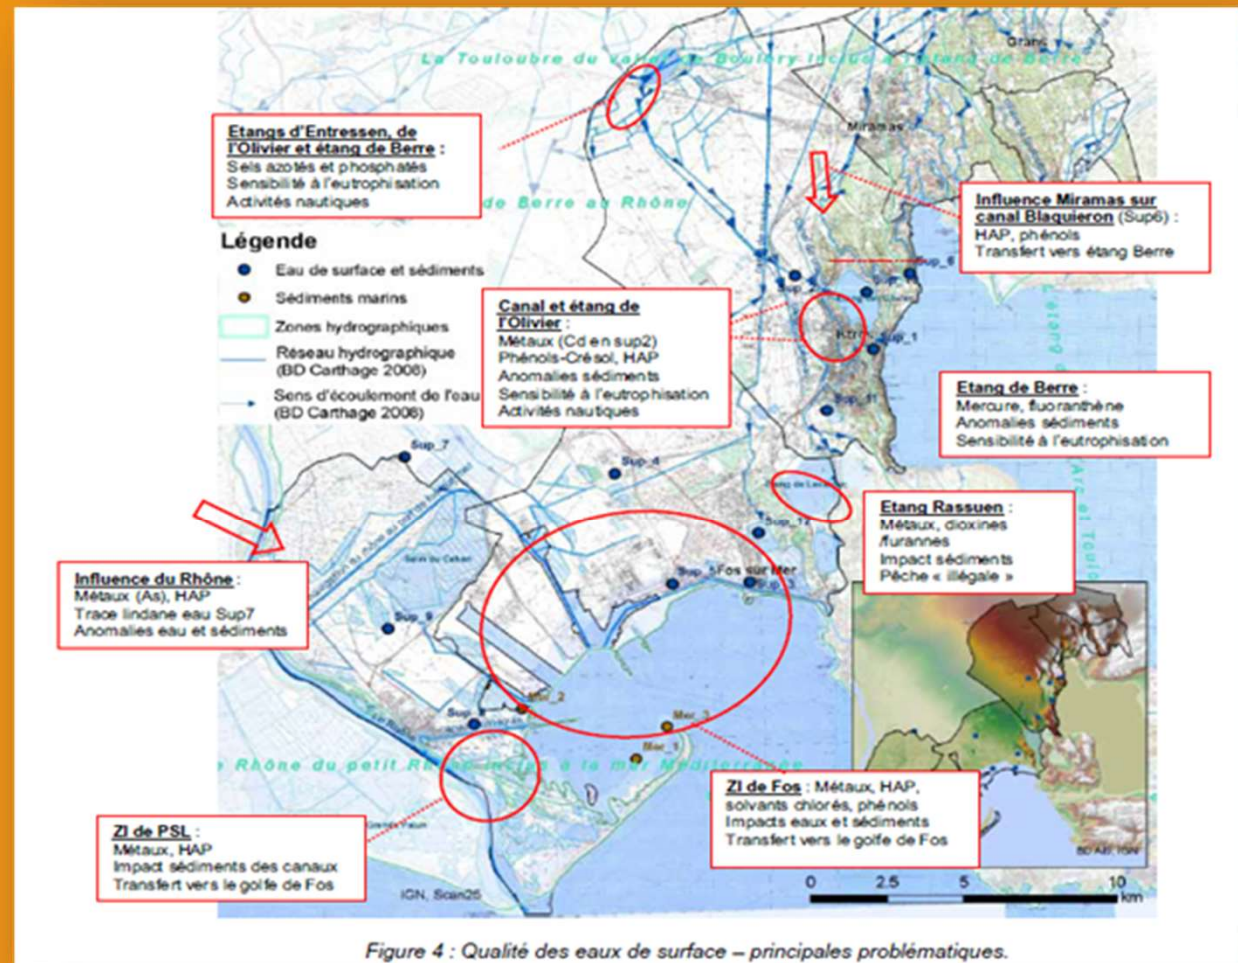 La Touloubre du vallat de Boulery inclus à l'étang de Berre
Grans
Miramas
Etangs d'Entressen, de
l'Olivier et étang de Berre :
Sels azotés et phosphatés
Sensibilité à l'eutrophisation
Activités nautiques
de Berre au Rhône
Influence Miramas sur
canal Blaquieron (Sup6) :
HAP, phénols
Transfert vers étang Berre
Légende
Eau de surface et sédiments
Sédiments marins
Zones hydrographiques
Réseau hydrographique
(BD Carthage 2008)
Sens d'écoulement de l'eau
(BD Carthage 2008)
Sup_6
Canal et étang de
l'Olivier :
Métaux (Cd en sup2)
Phénols-Crésol, HAP
Anomalies sédiments
Sensibilité à l'eutrophisation
Activités nautiques
Sup_1
Etang de Berre :
Mercure, fluoranthène
Anomalies sédiments
Sensibilité à l'eutrophisation
Sup_11
Sup_7
Sup_4
Etang Rassuen :
Métaux, dioxines
/furannes
Impact sédiments
Pêche « illégale »
Sup_12
Influence du Rhône :
Métaux (As), HAP
Trace lindane eau Sup7
Anomalies eau et sédiments
Sup_5
Fos sur Mer
Sup_3
Sup_9
Sup_8
Mer_2
Mer_3
Mer_1
Rhône du petit Rhône inclus à la mer Méditerranée
ZI de Fos : Métaux, HAP,
solvants chlorés, phénols
Impacts eaux et sédiments
Transfert vers le golfe de Fos
ZI de PSL :
Métaux, HAP
Impact sédiments des canaux
Transfert vers le golfe de Fos
IGN, Scan25
0 2.5 5 10
km
Figure 4 : Qualité des eaux de surface – principales problématiques.